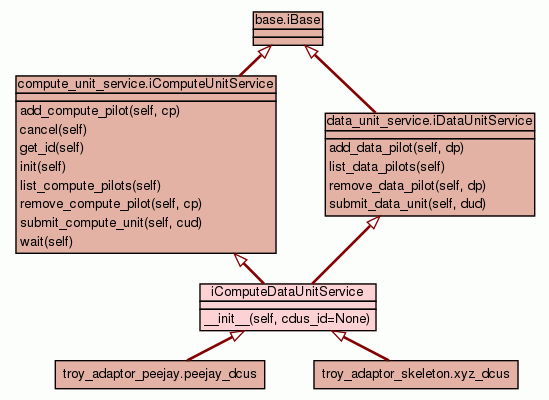 base.iBase
compute_unit_service.iComputeUnitService
add_compute_pilot(self, cp)
cancel(self)
get_id(self)
init(self)
list_compute_pilots(self)
remove_compute_pilot(self, cp)
submit_compute_unit(self, cud)
wait(self)
data_unit_service.iDataUnitService
add_data_pilot(self, dp)
list_data_pilots(self)
remove_data_pilot(self, dp)
submit_data_unit(self, dud)
iComputeDataUnitService
__init__(self, cdus_id=None)
troy_adaptor_peejay.peejay_dcus
troy_adaptor_skeleton.xyz_dcus